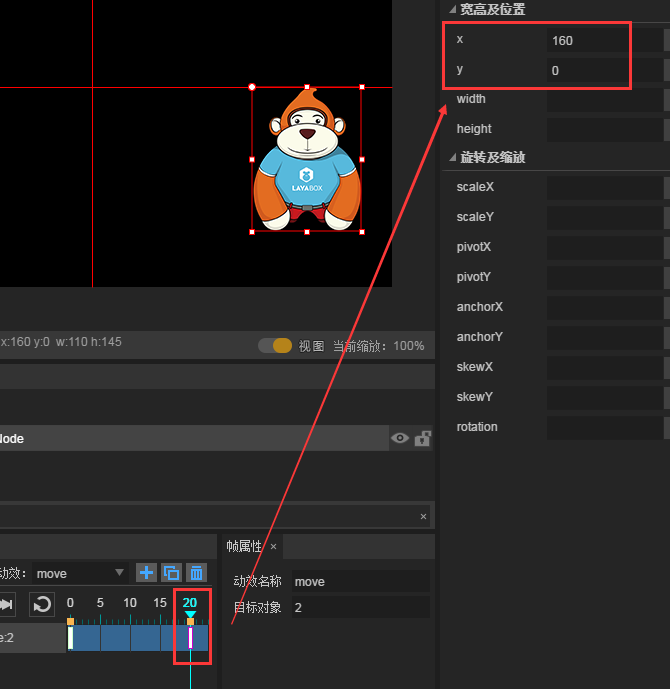 宽高及位置
x 160
y 0
width
height
旋转及缩放
scaleX
scaleY
pivotX
pivotY
anchorX
anchorY
skewX
skewY
rotation
LAYABOX
x:160 y:0 w:110 h:145
视图 当前缩放：100%
Node
×
动效： move
0 5 10 15 20
e:2
帧属性 ×
动效名称 move
目标对象 2